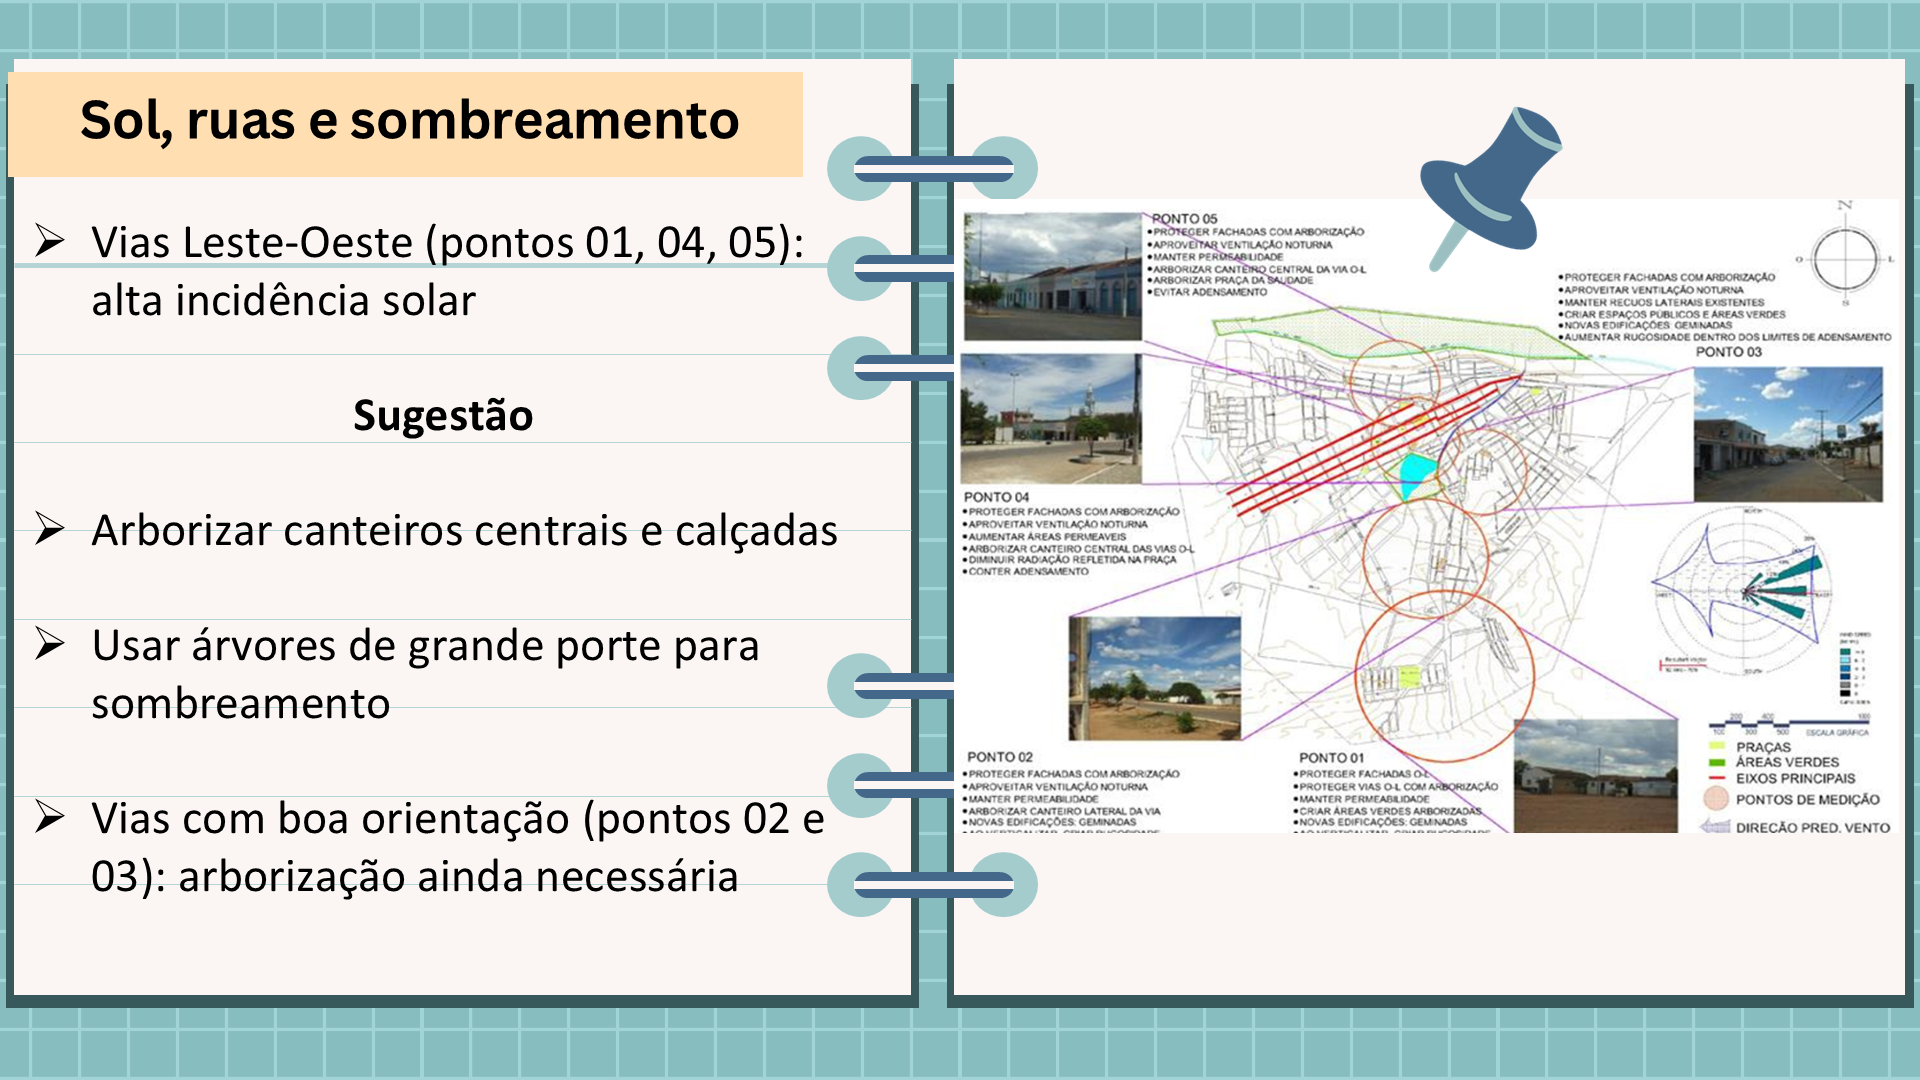 Sol, ruas e sombreamento
➢ Vias Leste-Oeste (pontos 01, 04, 05):
alta incidência solar
Sugestão
➢ Arborizar canteiros centrais e calçadas
➢ Usar árvores de grande porte para
sombreamento
➢ Vias com boa orientação (pontos 02 e
03): arborização ainda necessária
PONTO 05
•PROTEGER FACHADAS COM ARBORIZAÇÃO
•APROVEITAR VENTILAÇÃO NOTURNA
•MANTER PERMEABILIDADE
•ARBORIZAR CANTEIRO CENTRAL DA VIA O-L
•ARBORIZAR PRAÇA DA SAUDADE
•EVITAR ADENSAMENTO
N
O
L
S
•PROTEGER FACHADAS COM ARBORIZAÇÃO
•APROVEITAR VENTILAÇÃO NOTURNA
•MANTER RECUOS LATERAIS EXISTENTES
•CRIAR ESPAÇOS PÚBLICOS E ÁREAS VERDES
•NOVAS EDIFICAÇÕES GEMINADAS
•AUMENTAR RUGOSIDADE DENTRO DOS LIMITES DE ADENSAMENTO
PONTO 03
PONTO 04
•PROTEGER FACHADAS COM ARBORIZAÇÃO
•APROVEITAR VENTILAÇÃO NOTURNA
•AUMENTAR ÁREAS PERMEAVEIS
•ARBORIZAR CANTEIRO CENTRAL DAS VIAS O-L
•DIMINUIR RADIAÇÃO REFLETIDA NA PRAÇA
•CONTER ADENSAMENTO
PONTO 02
•PROTEGER FACHADAS COM ARBORIZAÇÃO
•APROVEITAR VENTILAÇÃO NOTURNA
•MANTER PERMEABILIDADE
•ARBORIZAR CANTEIRO LATERAL DA VIA
•NOVAS EDIFICAÇÕES: GEMINADAS
PONTO 01
•PROTEGER FACHADAS O-L
•PROTEGER VIAS O-L COM ARBORIZAÇÃO
•MANTER PERMEABILIDADE
•CRIAR ÁREAS VERDES ARBORIZADAS
•NOVAS EDIFICAÇÕES: GEMINADAS
200 400 1000
100 300 500 ESCALA GRÁFICA
PRAÇAS
ÁREAS VERDES
EIXOS PRINCIPAIS
PONTOS DE MEDIÇÃO
DIREÇÃO PRED. VENTO